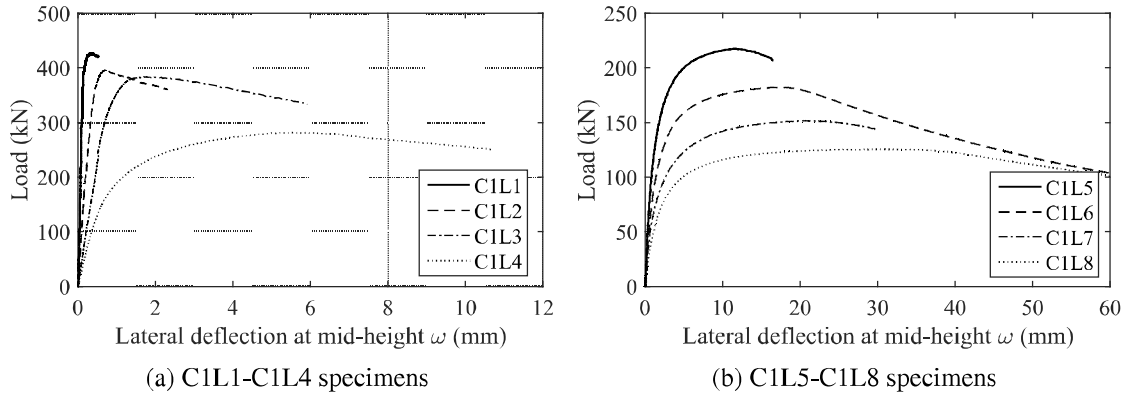 500
400
300
200
100
0
Load (kN)
C1L1
C1L2
C1L3
C1L4
0 2 4 6 8 10 12
Lateral deflection at mid-height ω (mm)
(a) C1L1-C1L4 specimens
250
200
150
100
50
0
Load (kN)
C1L5
C1L6
C1L7
C1L8
0 10 20 30 40 50 60
Lateral deflection at mid-height ω (mm)
(b) C1L5-C1L8 specimens